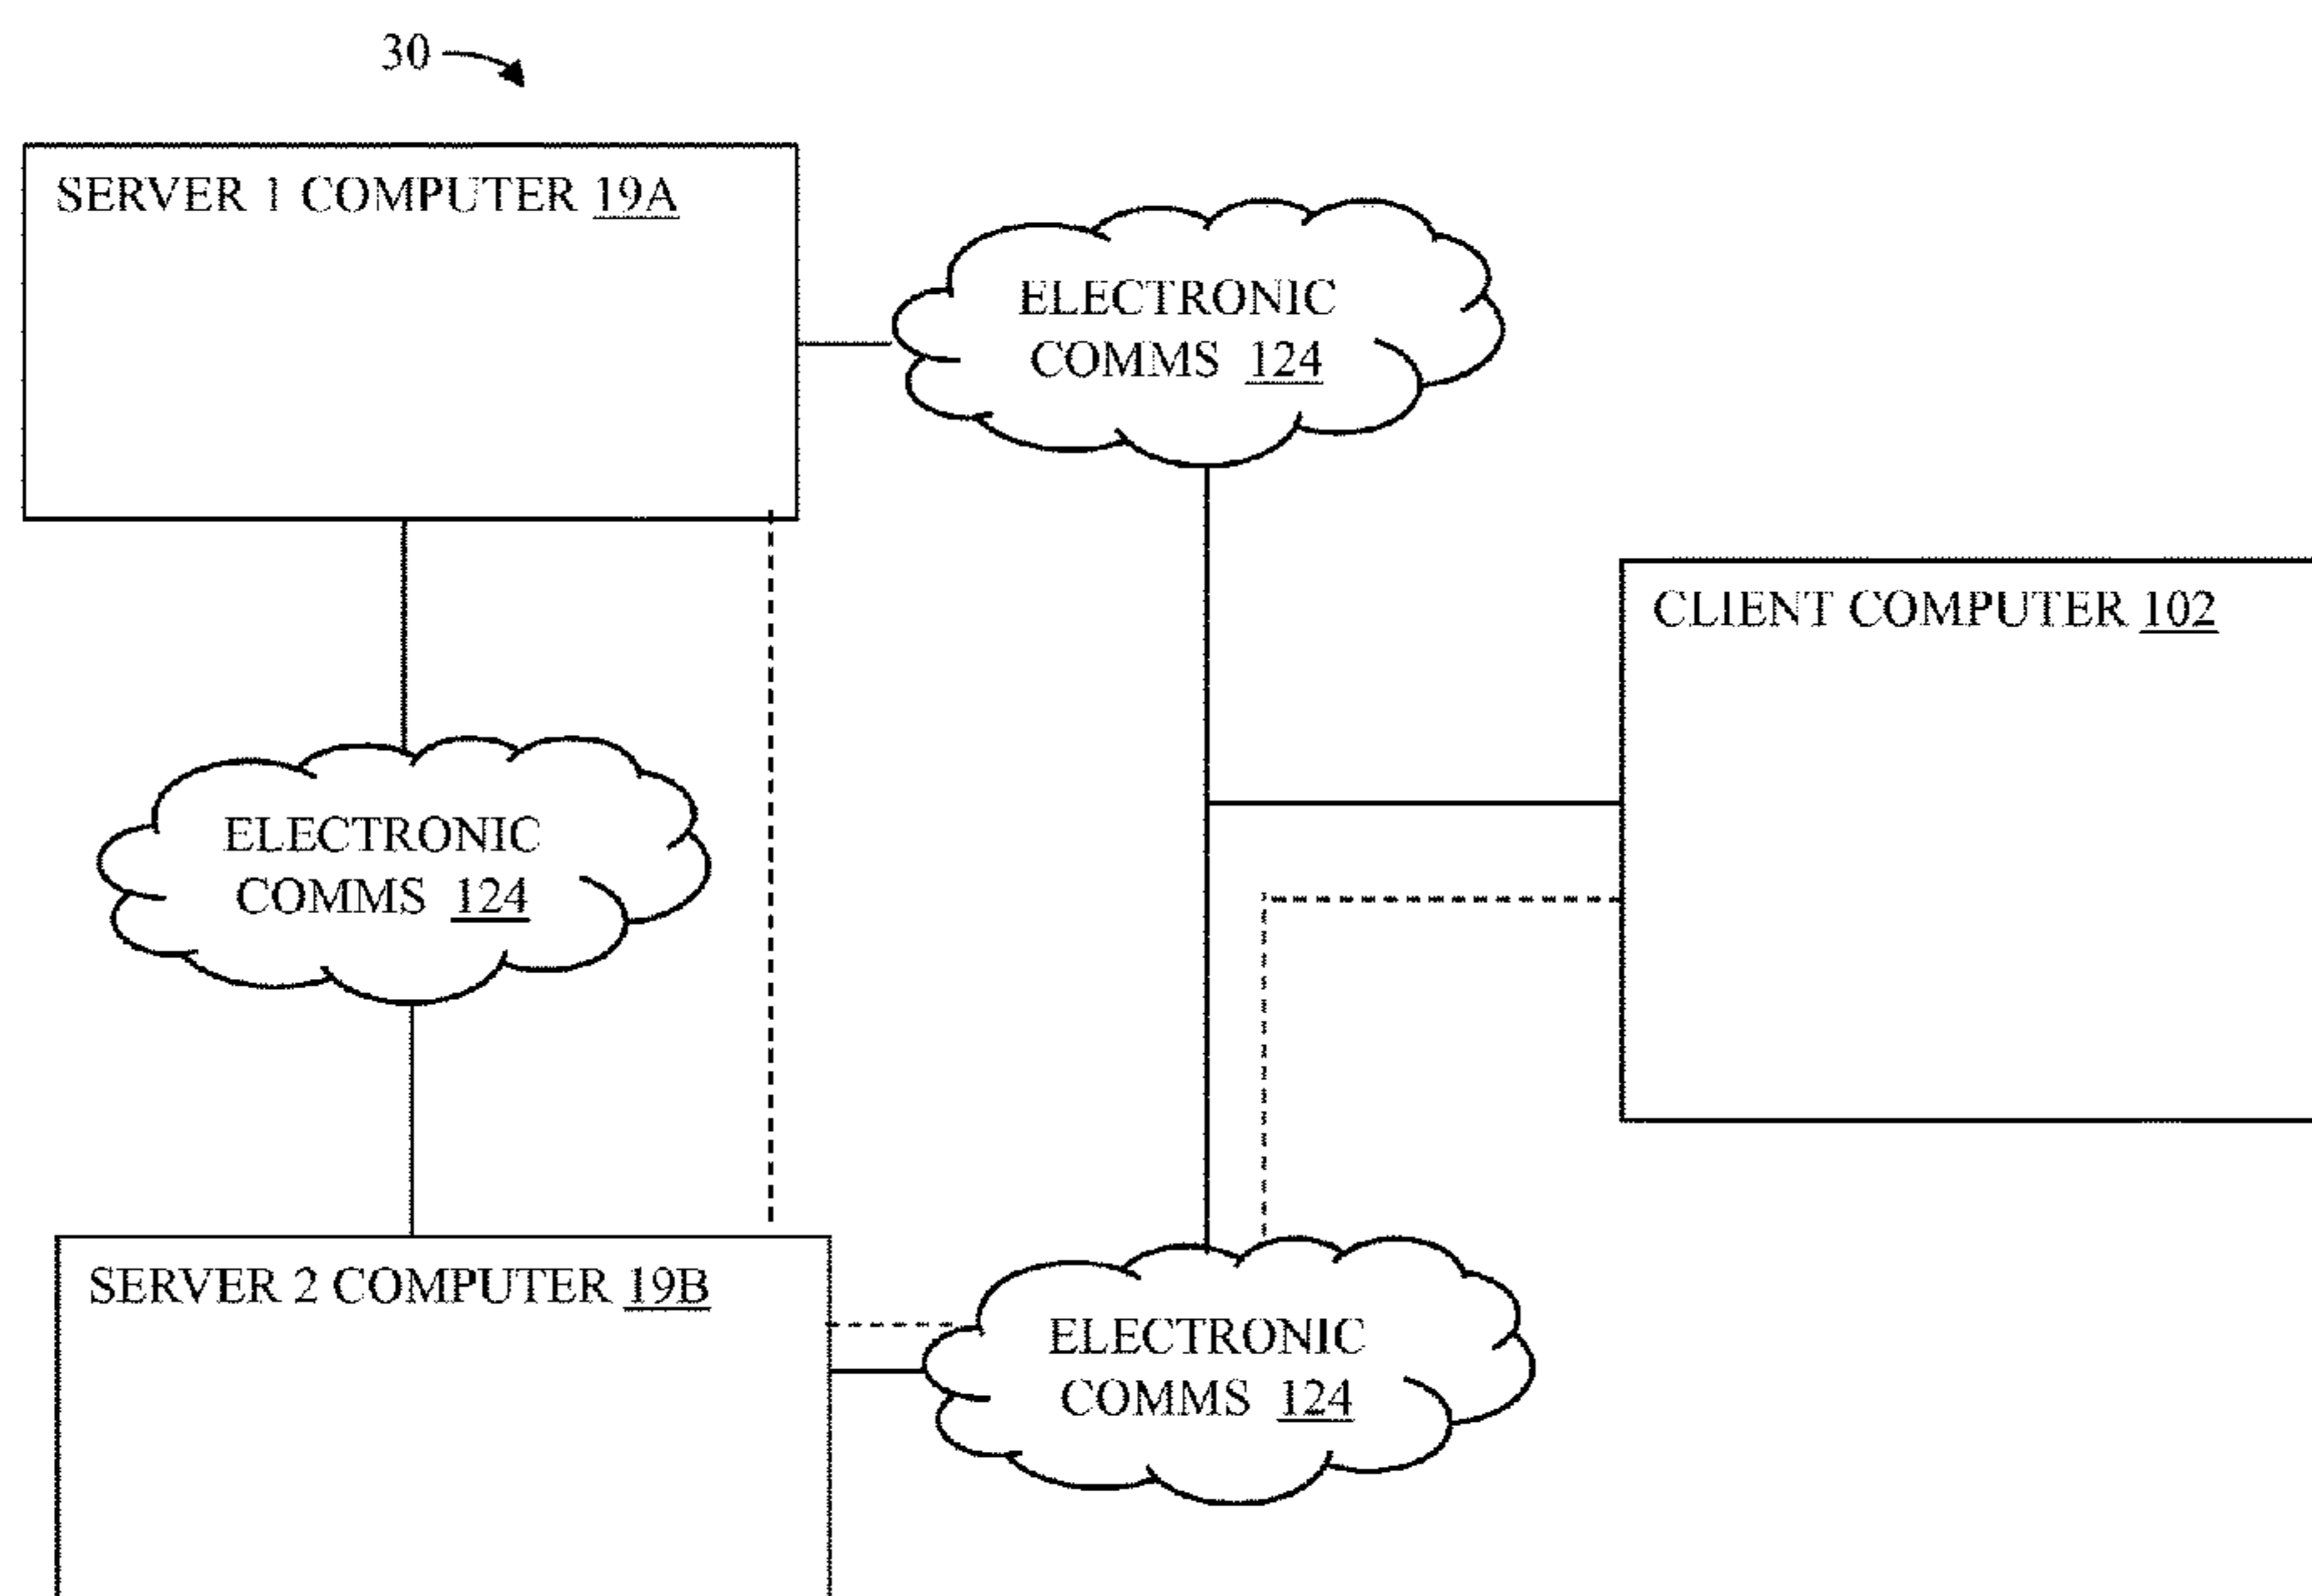 30
SERVER 1 COMPUTER 19A
ELECTRONIC
COMMS 124
CLIENT COMPUTER 102
ELECTRONIC
COMMS 124
SERVER 2 COMPUTER 19B
ELECTRONIC
COMMS 124